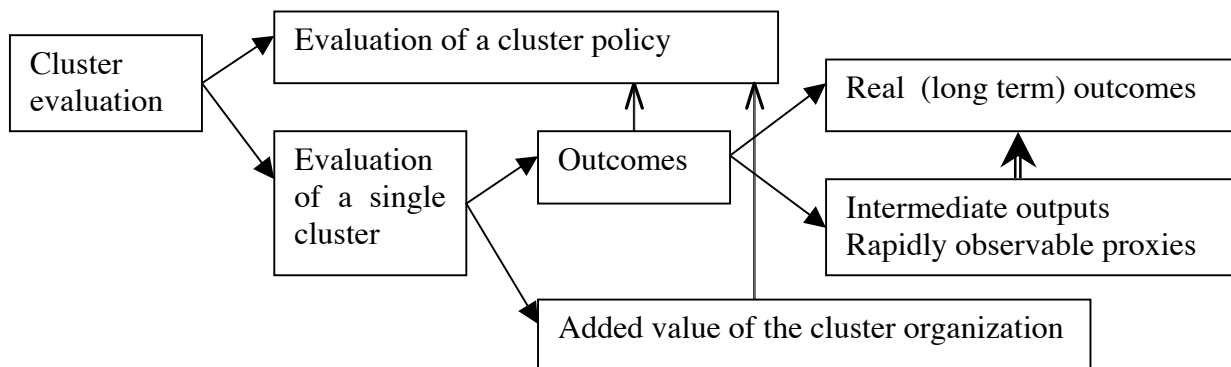 Cluster
evaluation
Evaluation of a cluster policy
Evaluation
of a single
cluster
Outcomes
Real (long term) outcomes
Intermediate outputs
Rapidly observable proxies
Added value of the cluster organization